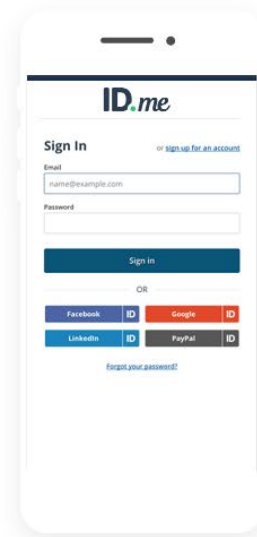 ID.me
Sign In
or sign up for an account
Email
name@example.com
Password
Sign in
OR
Facebook ID Google ID
LinkedIn ID PayPal ID
Forgot your password?